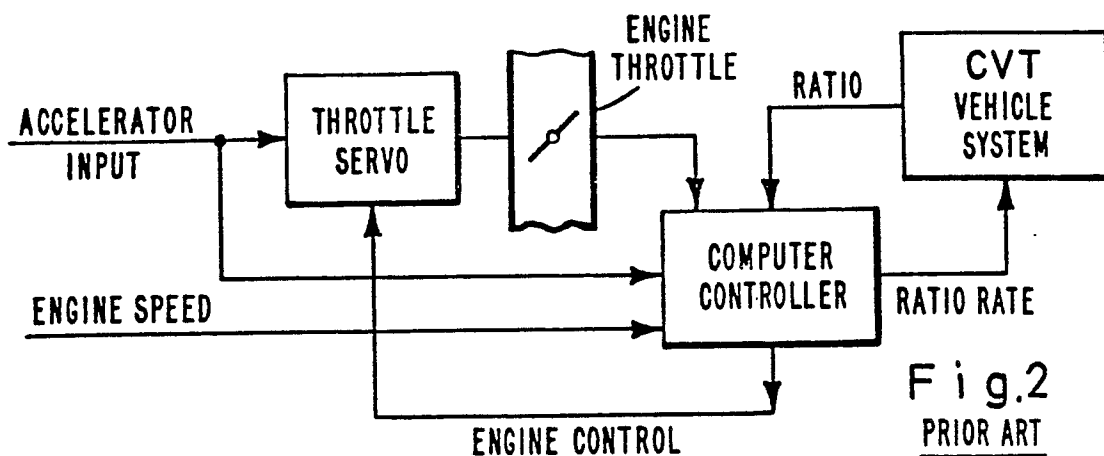 ENGINE
THROTTLE
RATIO
CVT
VEHICLE
SYSTEM
ACCELERATOR
INPUT
THROTTLE
SERVO
COMPUTER
CONTROLLER
ENGINE SPEED
RATIO RATE
ENGINE CONTROL
Fig.2
PRIOR ART